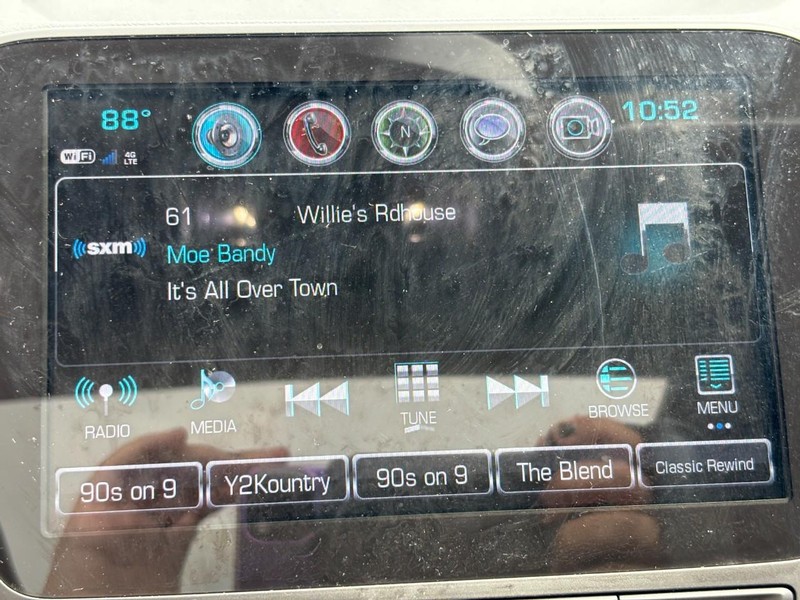 88°
10:52
N
WiFi
4G
LTE
61 Willie's Rdhouse
((sxm))
Moe Bandy
It's All Over Town
RADIO
MEDIA
TUNE
BROWSE
MENU
90s on 9
Y2Kountry
90s on 9
The Blend
Classic Rewind